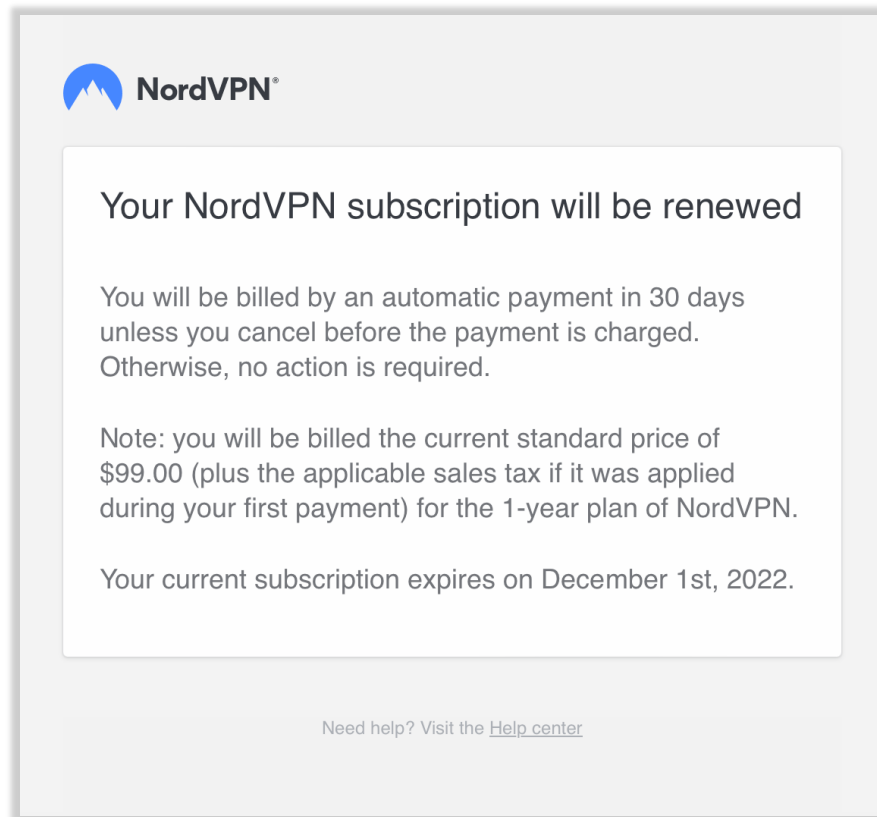 NordVPN®
Your NordVPN subscription will be renewed
You will be billed by an automatic payment in 30 days
unless you cancel before the payment is charged.
Otherwise, no action is required.
Note: you will be billed the current standard price of
$99.00 (plus the applicable sales tax if it was applied
during your first payment) for the 1-year plan of NordVPN.
Your current subscription expires on December 1st, 2022.
Need help? Visit the Help center